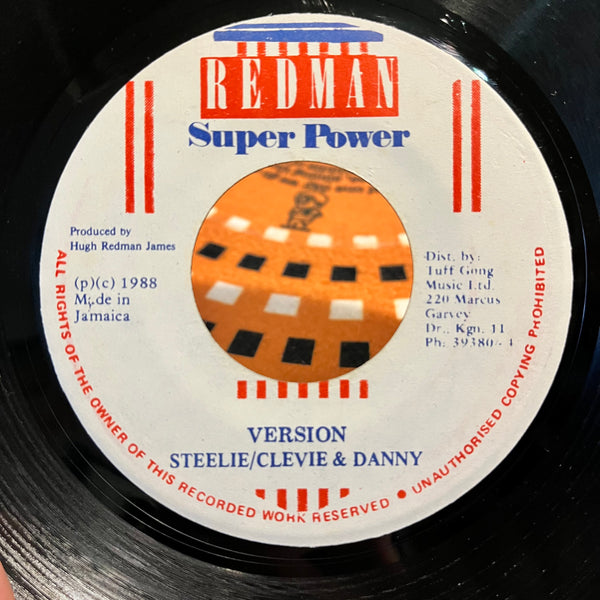 REDMAN
Super Power
Produced by
Hugh Redman James
(p)(c) 1988
Made in
Jamaica
Dist. by:
Tuff Gong
Music Ltd.
220 Marcus
Garvey
Dr., Kgn. 11
Ph: 39380
VERSION
STEELIE/CLEVIE & DANNY
ALL RIGHTS OF THE OWNER OF THIS RECORDED WORK RESERVED ● UNAUTHORISED COPYING PROHIBITED